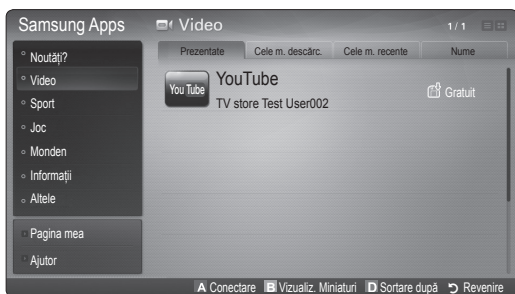 Samsung Apps
Video
1/1
Noutăţi?
Video
Sport
Joc
Monden
Informaţii
Altele
Pagina mea
Ajutor
Prezentate
Cele m. descărc.
Cele m. recente
Nume
You Tube
YouTube
TV store Test User002
Gratuit
A Conectare B Vizualiz. Miniaturi D Sortare după Revenire